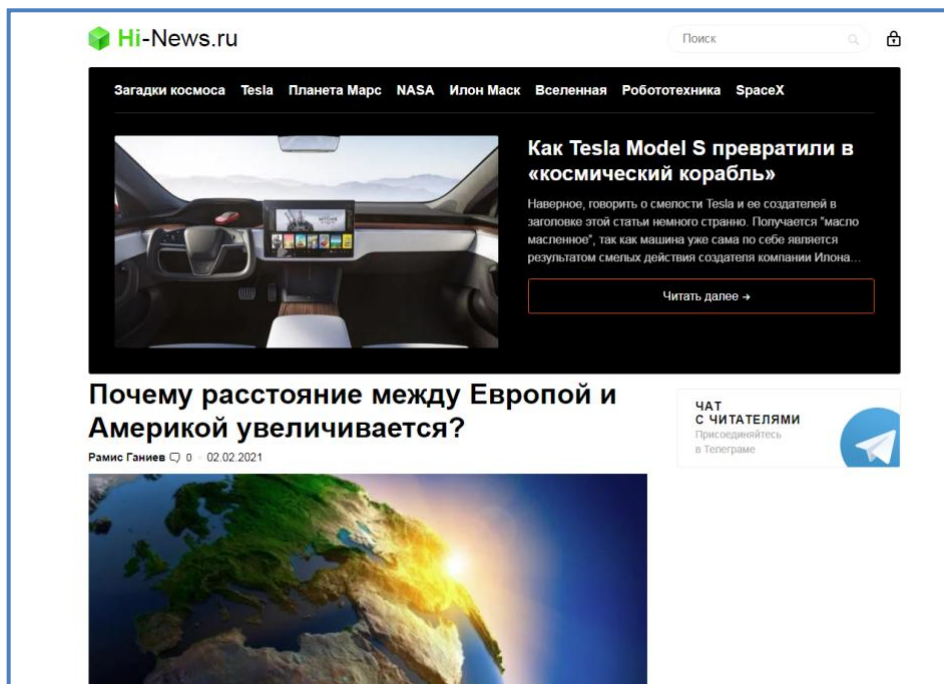 Hi-News.ru
Поиск
Загадки космоса Tesla Планета Марс NASA Илон Маск Вселенная Робототехника SpaceX
Как Tesla Model S превратили в
«космический корабль»
Наверное, говорить о смелости Tesla и ее создателей в
заголовке этой статьи немного странно. Получается "масло
масленное", так как машина уже сама по себе является
результатом смелых действия создателя компании Илона...
Читать далее →
Почему расстояние между Европой и
Америкой увеличивается?
Рамис Ганиев 0 02.02.2021
ЧАТ
С ЧИТАТЕЛЯМИ
Присоединяйтесь
в Телеграме